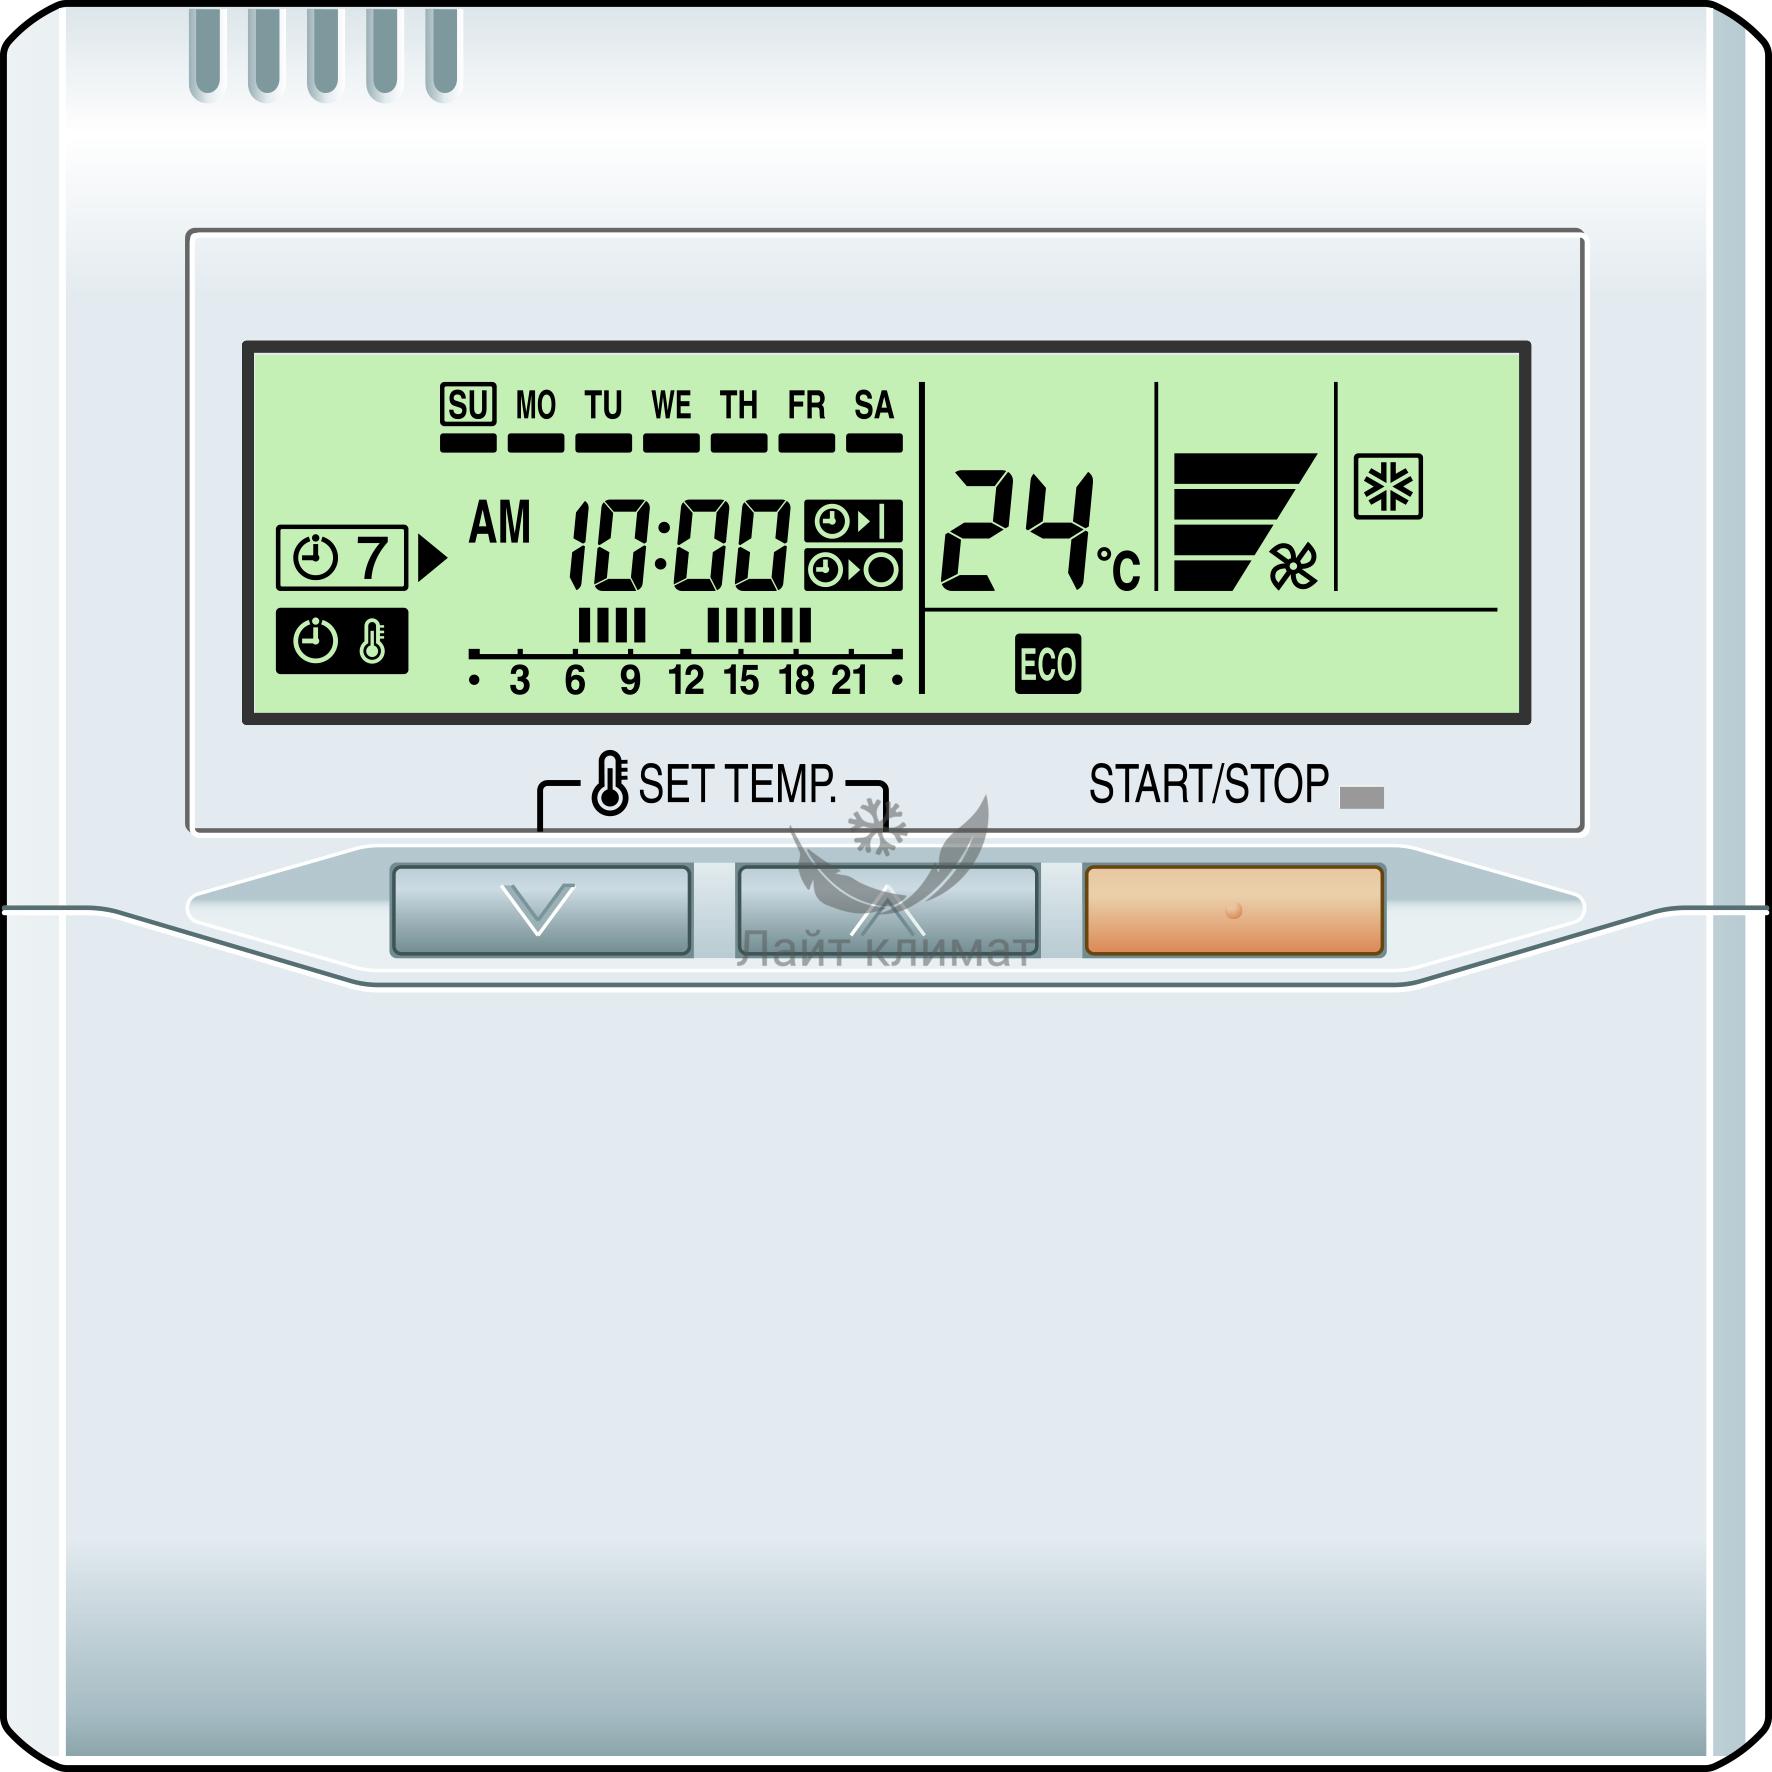 SU MO TU WE TH FR SA
AM 10:00
7
24 °C
3 6 9 12 15 18 21
ECO
SET TEMP. START/STOP
Лайт климат